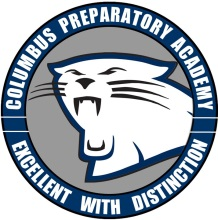 COLUMBUS PREPARATORY ACADEMY
EXCELLENT WITH DISTINCTION